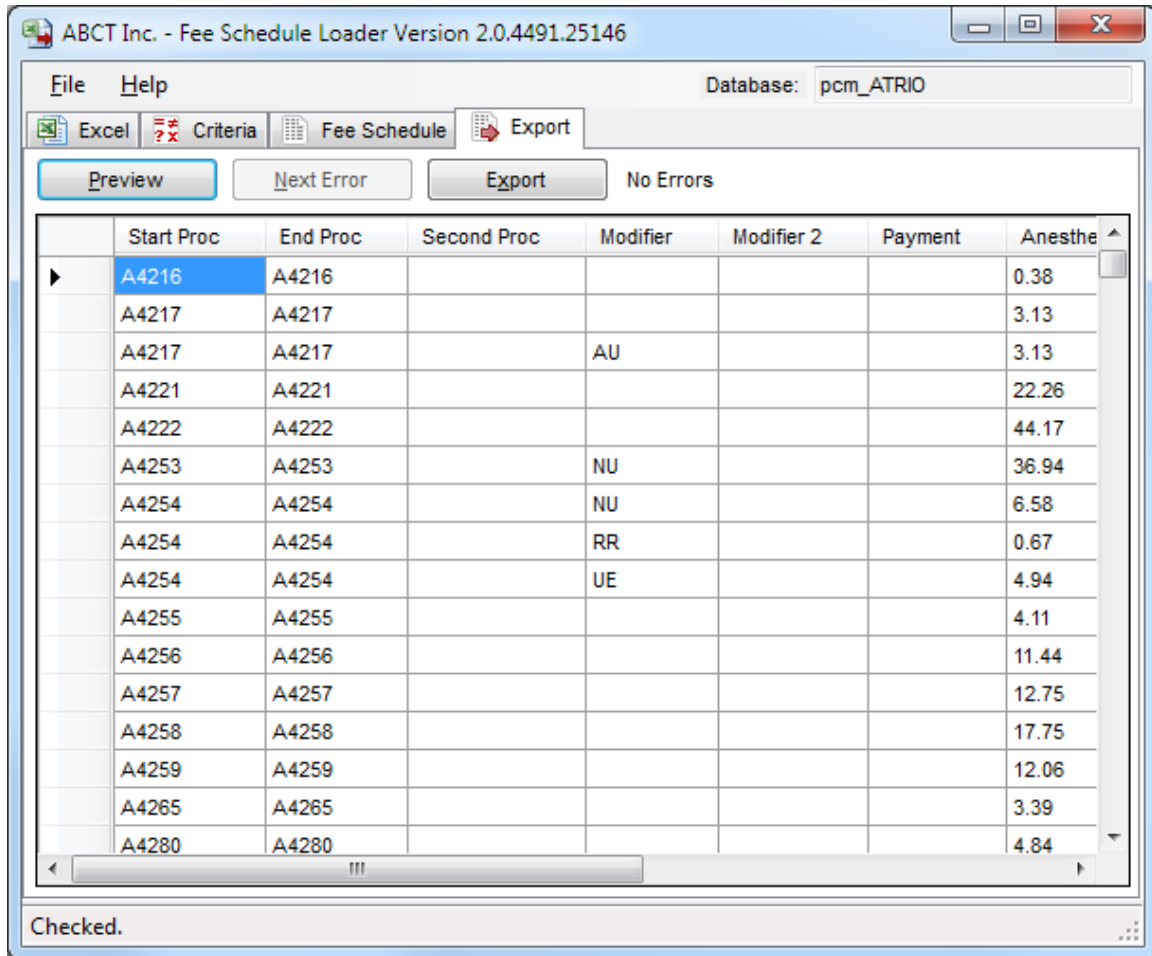 ABCT Inc. - Fee Schedule Loader Version 2.0.4491.25146
File Help Database: pcm_ATRIO
Excel Criteria Fee Schedule Export
Preview Next Error Export No Errors
Start Proc End Proc Second Proc Modifier Modifier 2 Payment Anesthe
A4216 A4216 0.38
A4217 A4217 3.13
A4217 A4217 AU 3.13
A4221 A4221 22.26
A4222 A4222 44.17
A4253 A4253 NU 36.94
A4254 A4254 NU 6.58
A4254 A4254 RR 0.67
A4254 A4254 UE 4.94
A4255 A4255 4.11
A4256 A4256 11.44
A4257 A4257 12.75
A4258 A4258 17.75
A4259 A4259 12.06
A4265 A4265 3.39
A4280 A4280 4.84
Checked.